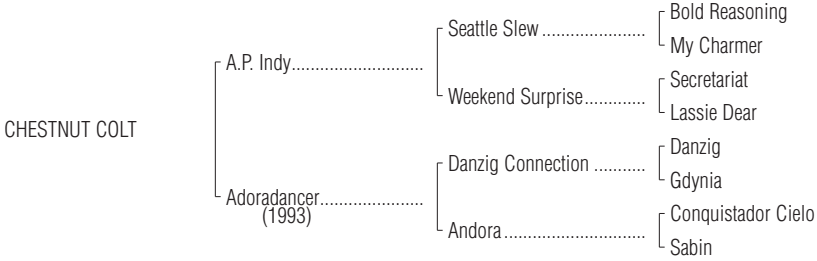 Bold Reasoning
Seattle Slew ......................
My Charmer
A.P. Indy............................
Secretariat
Weekend Surprise.............
Lassie Dear
CHESTNUT COLT
Danzig
Danzig Connection ...........
Gdynia
Adoradancer......................
(1993)
Conquistador Cielo
Andora ..............................
Sabin